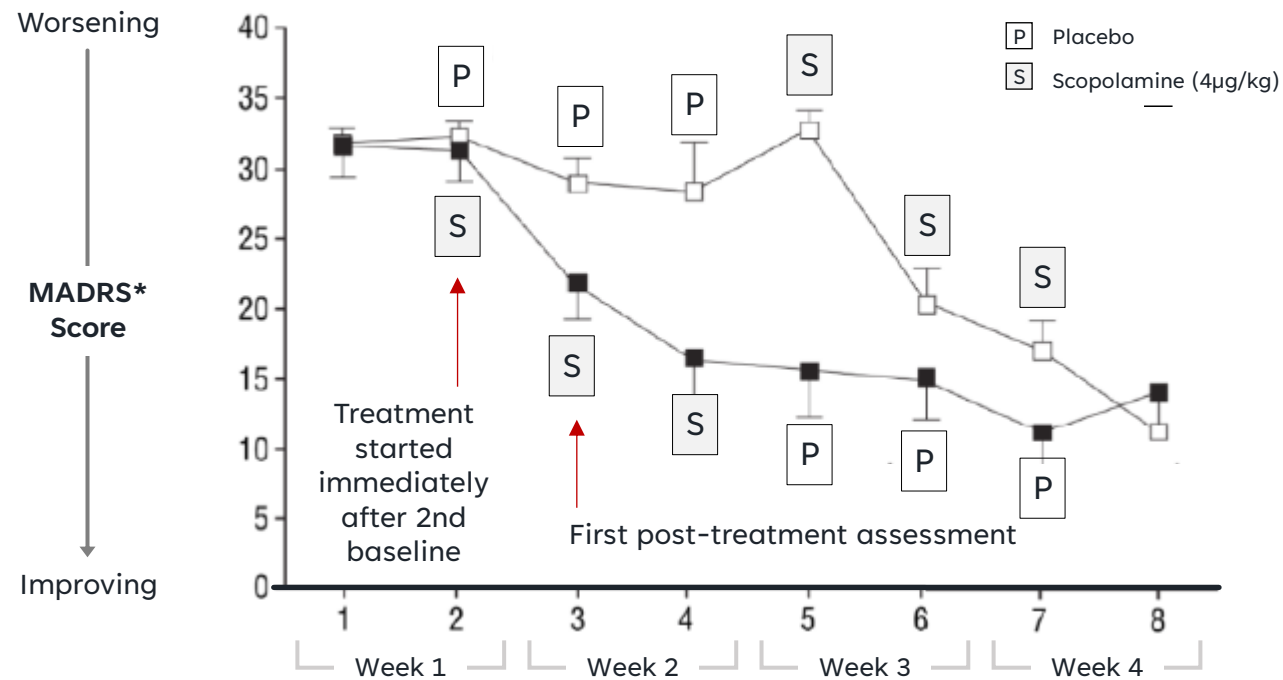 Worsening
MADRS*
Score
Improving
40
35
30
25
20
15
10
5
0
P
P
P
S
S
S
S
S
S
P
P
P
P Placebo
S Scopolamine (4µg/kg)
Treatment
started
immediately
after 2nd
baseline
First post-treatment assessment
1 2 3 4 5 6 7 8
Week 1 Week 2 Week 3 Week 4